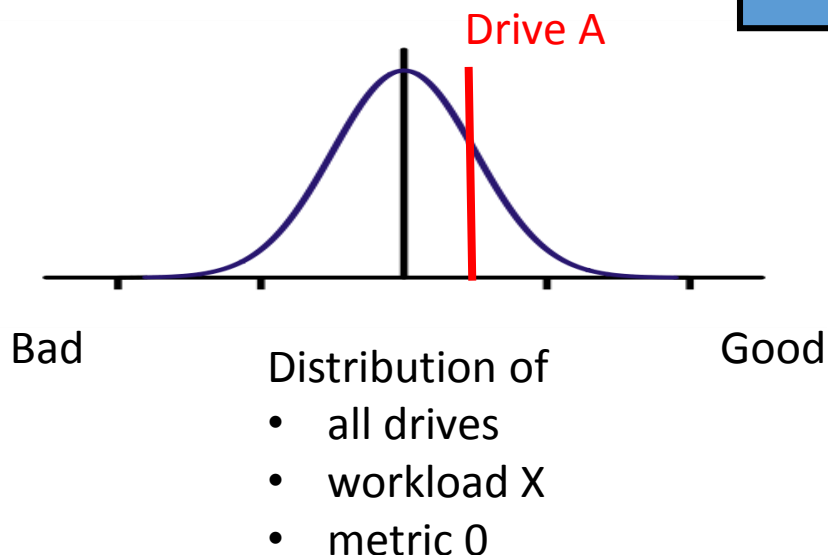 Drive A
Bad
Good
Distribution of
• all drives
• workload X
• metric 0